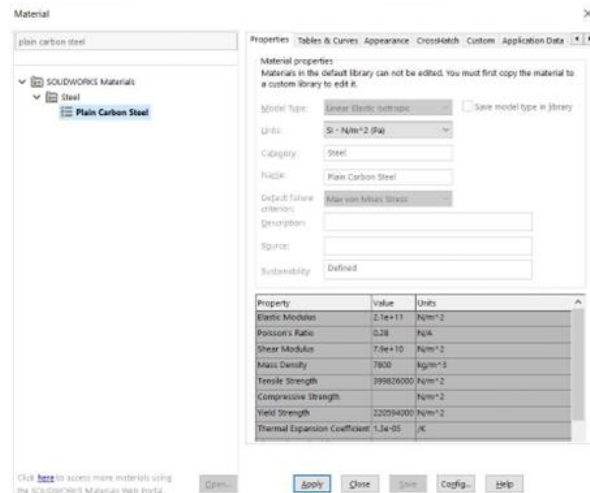 Material
plain carbon steel
SOLIDWORKS Materials
Steel
Plain Carbon Steel
Click here to access more materials using
the SOLIDWORKS Materials Web Portal.
Open...
Properties Tables & Curves Appearance CrossHatch Custom Application Data
Material properties
Materials in the default library can not be edited. You must first copy the material to
a custom library to edit it.
Model Type: Linear Elastic Isotropic Save model type in library
Units: SI - N/m^2 (Pa)
Category: Steel
Name: Plain Carbon Steel
Default failure
criterion: Max von Mises Stress
Description:
Source:
Sustainability: Defined
Property Value Units
Elastic Modulus 2.1e+11 N/m^2
Poisson's Ratio 0.28 N/A
Shear Modulus 7.9e+10 N/m^2
Mass Density 7800 kg/m^3
Tensile Strength 399826000 N/m^2
Compressive Strength N/m^2
Yield Strength 220594000 N/m^2
Thermal Expansion Coefficient 1.3e-05 /K
Apply Close Save Config... Help